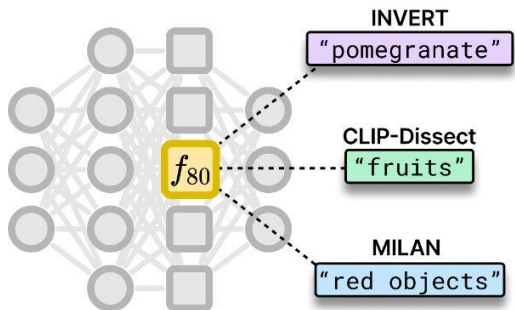 INVERT
“pomegranate”
CLIP-Dissect
“fruits”
f80
MILAN
“red objects”